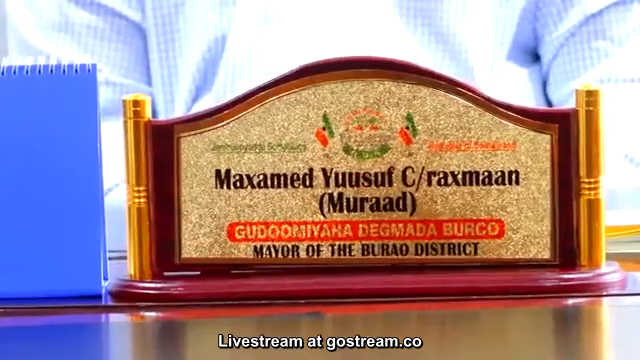 Maxamed Yuusuf C/raxmaan
(Muraad)
GUDOOMIYAHA DEGMADA BURCO
MAYOR OF THE BURAO DISTRICT
Livestream at gostream.co